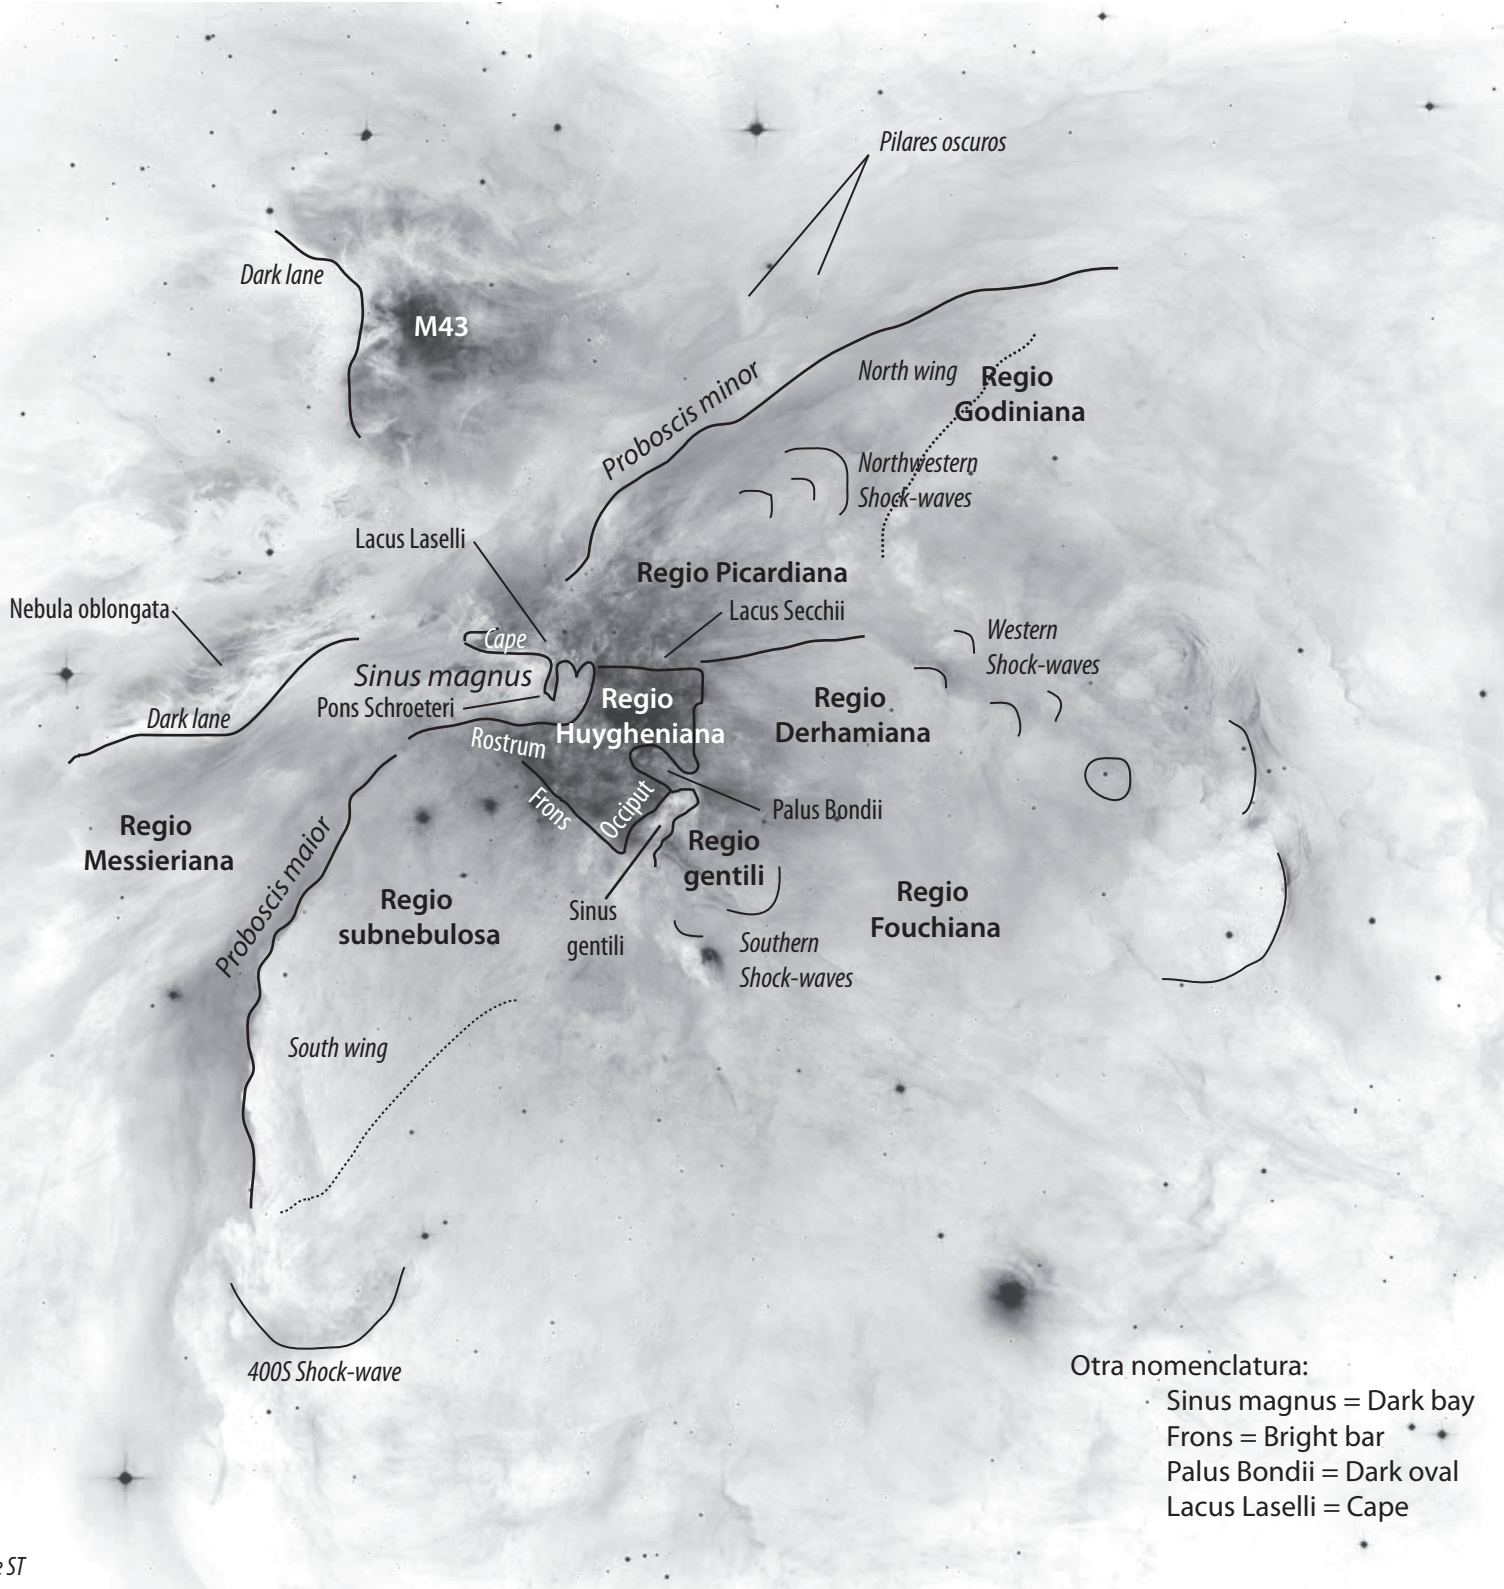 Pilares oscuros
Dark lane
M43
North wing
Regio
Godiniana
Proboscis minor
Northwestern
Shock-waves
Lacus Laselli
Regio Picardiana
Nebula oblongata
Lacus Secchii
Cape
Western
Shock-waves
Sinus magnus
Pons Schroeteri
Regio
Huygheniana
Regio
Derhamiana
Dark lane
Rostrum
Frons
Occiput
Palus Bondii
Regio
Messieriana
Proboscis maior
Regio
gentili
Regio
subnebulosa
Sinus
gentili
Regio
Fouchiana
Southern
Shock-waves
South wing
400S Shock-wave
Otra nomenclatura:
Sinus magnus = Dark bay
Frons = Bright bar
Palus Bondii = Dark oval
Lacus Laselli = Cape
ST